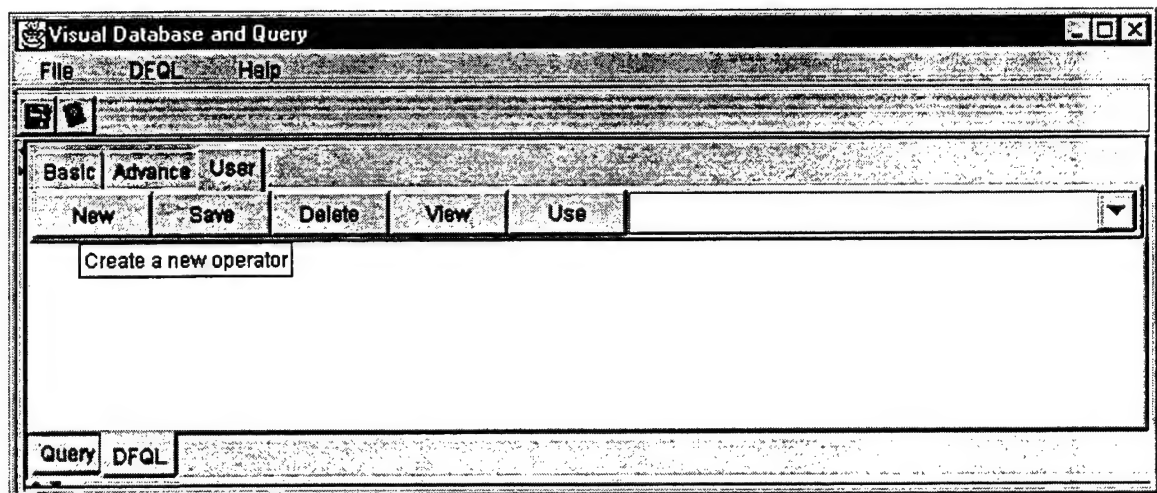 Visual Database and Query
File DFQL Help
Basic Advance User
New Save Delete View Use
Create a new operator
Query DFQL